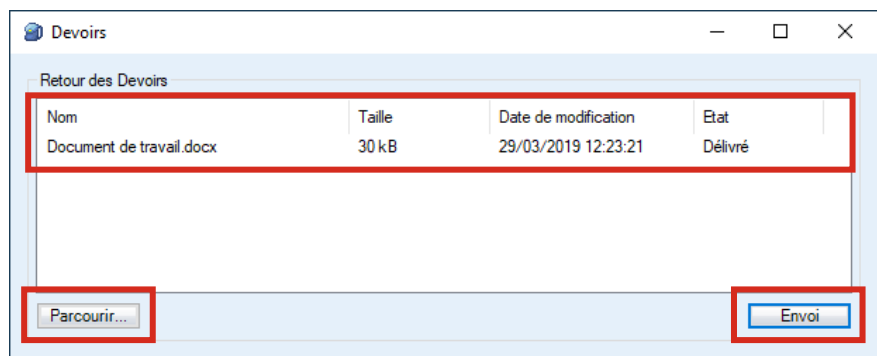 Devoirs
Retour des Devoirs
Nom Taille Date de modification Etat
Document de travail.docx 30 kB 29/03/2019 12:23:21 Délivré
Parcourir... Envoi